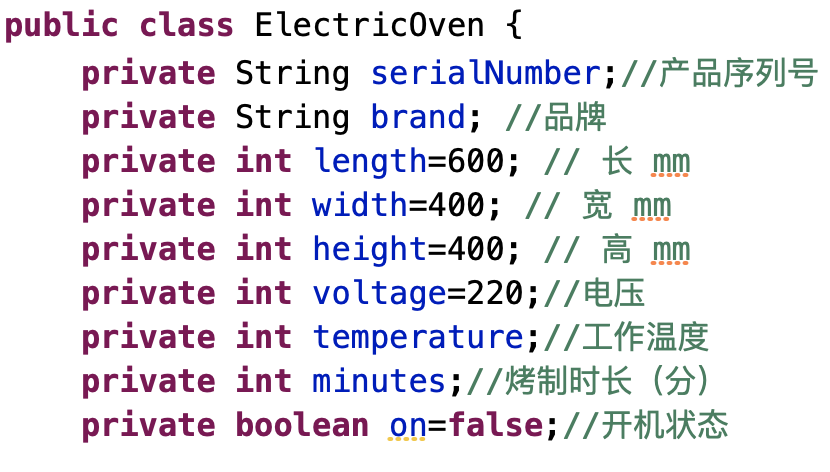 public class ElectricOven {
private String serialNumber;//产品序列号
private String brand; //品牌
private int length=600; // 长 mm
private int width=400; // 宽 mm
private int height=400; // 高 mm
private int voltage=220;//电压
private int temperature;//工作温度
private int minutes;//烤制时长（分）
private boolean on=false;//开机状态